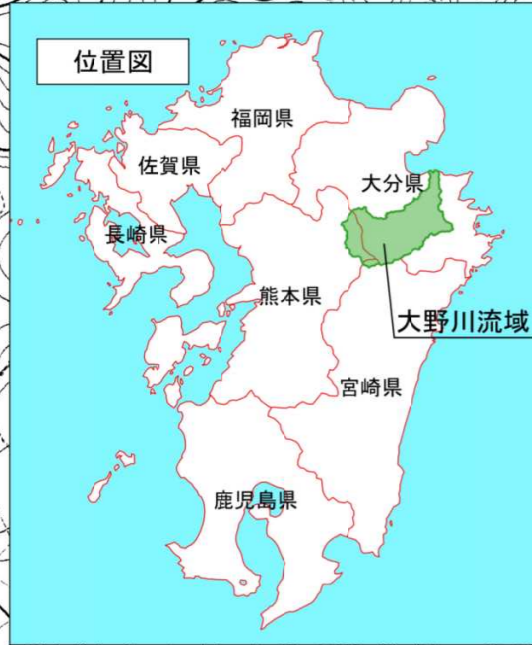 位置図
福岡県
佐賀県
大分県
長崎県
熊本県
大野川流域
宮崎県
鹿児島県